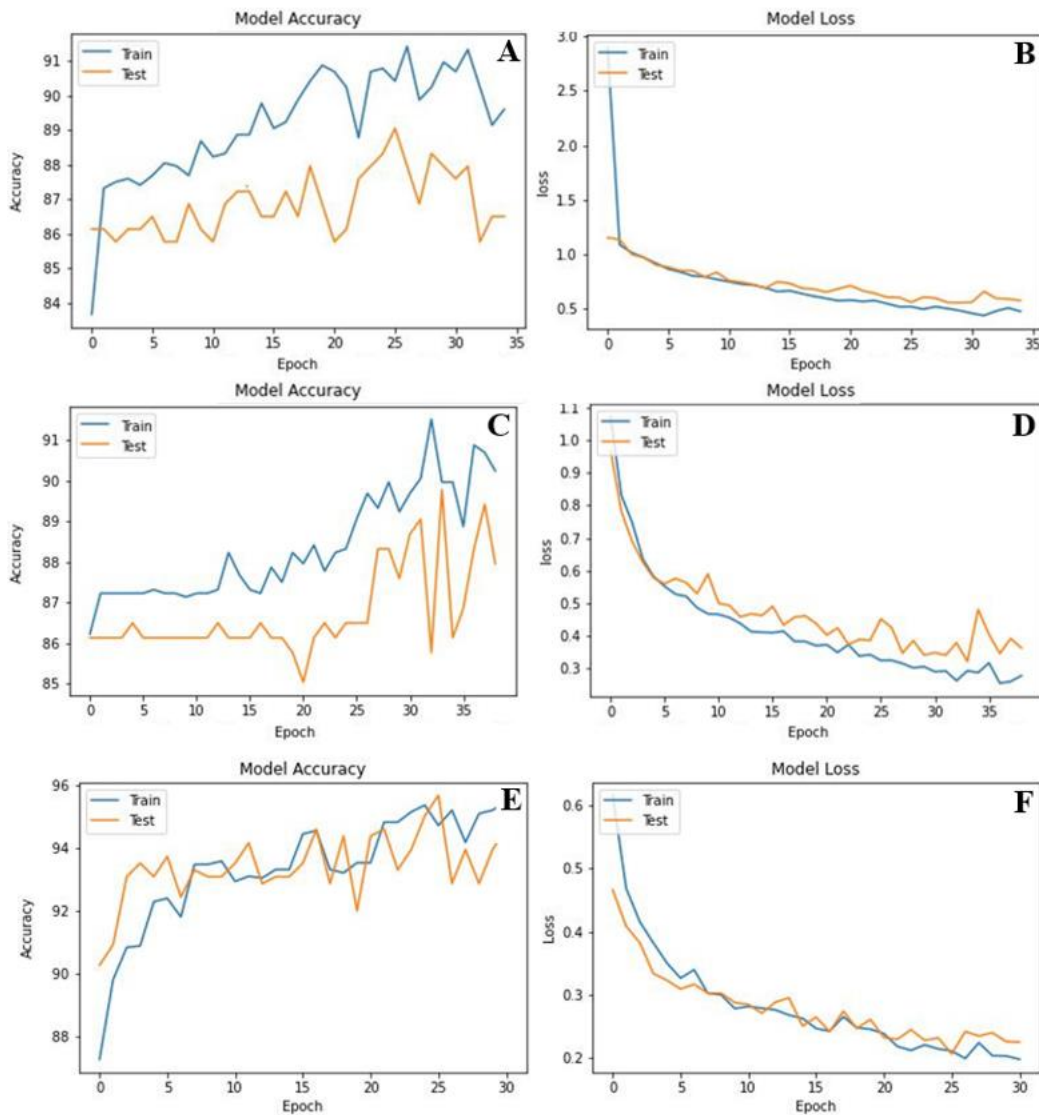 Model Accuracy
A
Train
Test
91
90
89
88
87
86
85
84
Accuracy
0 5 10 15 20 25 30 35
Epoch
Model Loss
B
Train
Test
3.0
2.5
2.0
1.5
1.0
0.5
loss
0 5 10 15 20 25 30 35
Epoch
Model Accuracy
C
Train
Test
91
90
89
88
87
86
85
Accuracy
0 5 10 15 20 25 30 35
Epoch
Model Loss
D
Train
Test
1.1
1.0
0.9
0.8
0.7
0.6
0.5
0.4
0.3
loss
0 5 10 15 20 25 30 35
Epoch
Model Accuracy
E
Train
Test
96
94
92
90
88
Accuracy
0 5 10 15 20 25 30
Epoch
Model Loss
F
Train
Test
0.6
0.5
0.4
0.3
0.2
Loss
0 5 10 15 20 25 30
Epoch